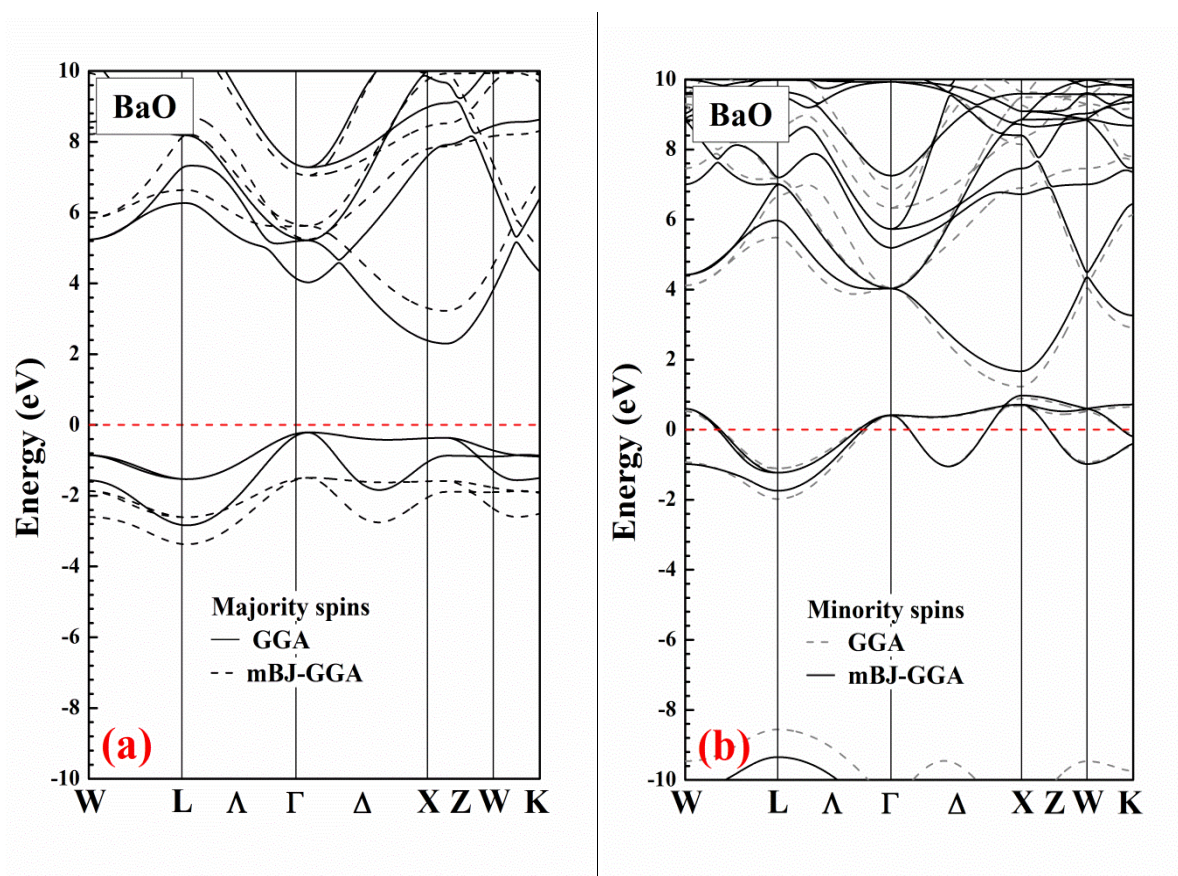 BaO
10
8
6
4
2
0
-2
-4
-6
-8
-10
Energy (eV)
Majority spins
GGA
mBJ-GGA
(a)
W L Λ Γ Δ X Z W K
BaO
10
8
6
4
2
0
-2
-4
-6
-8
-10
Energy (eV)
Minority spins
GGA
mBJ-GGA
(b)
W L Λ Γ Δ X Z W K